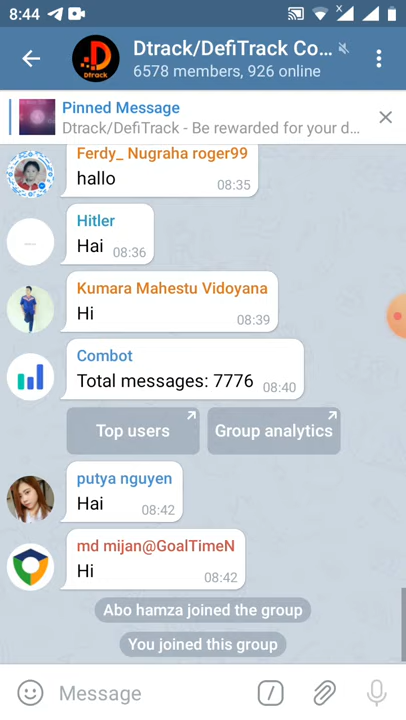 8:44
Dtrack/DefiTrack Co...
6578 members, 926 online
Dtrack
Pinned Message
Dtrack/DefiTrack - Be rewarded for your d...
Ferdy_ Nugraha roger99
hallo
08:35
Hitler
Hai 08:36
Kumara Mahestu Vidoyana
Hi
08:39
Combot
Total messages: 7776 08:40
Top users Group analytics
putya nguyen
Hai
08:42
md mijan@GoalTimeN
Hi
08:42
Abo hamza joined the group
You joined this group
Message